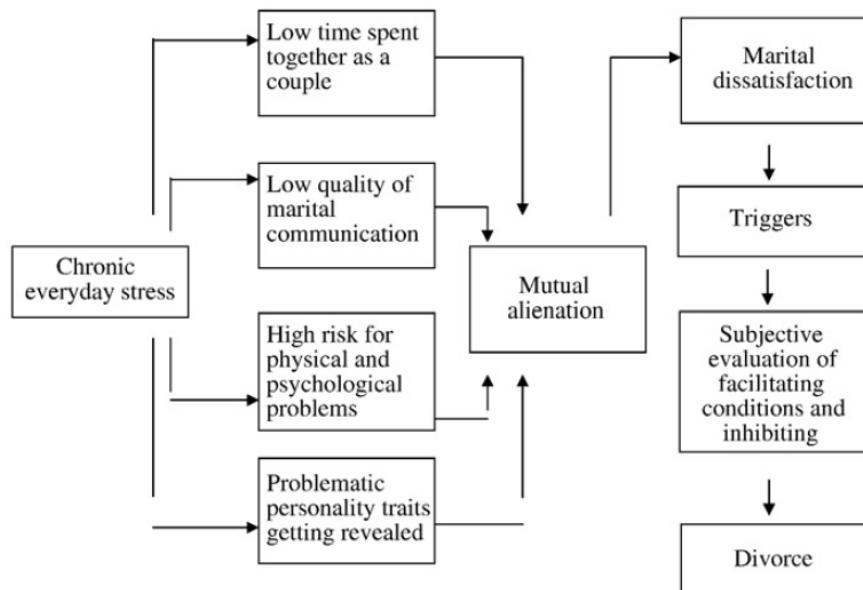 Low time spent
together as a
couple
Low quality of
marital
communication
Chronic
everyday stress
High risk for
physical and
psychological
problems
Problematic
personality traits
getting revealed
Mutual
alienation
Marital
dissatisfaction
Triggers
Subjective
evaluation of
facilitating
conditions and
inhibiting
Divorce